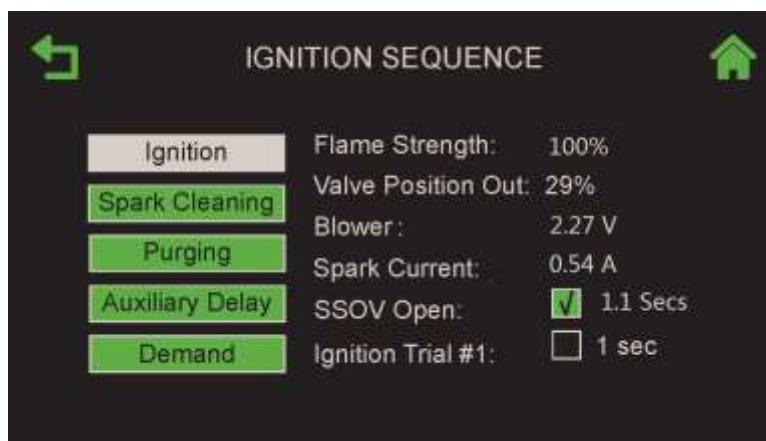 IGNITION SEQUENCE
Ignition
Spark Cleaning
Purging
Auxiliary Delay
Demand
Flame Strength: 100%
Valve Position Out: 29%
Blower : 2.27 V
Spark Current: 0.54 A
SSOV Open: √ 1.1 Secs
Ignition Trial #1: 1 sec